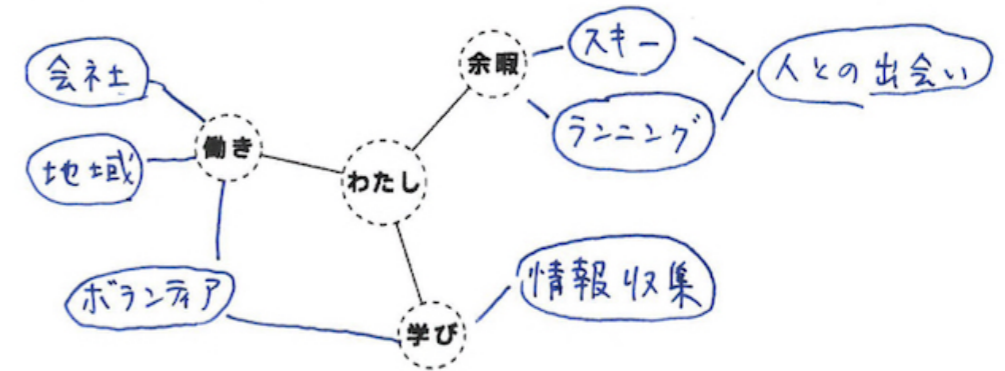 余暇
スキー
人との出会い
会社
ランニング
働き
地域
わたし
情報収集
ボランティア
学び